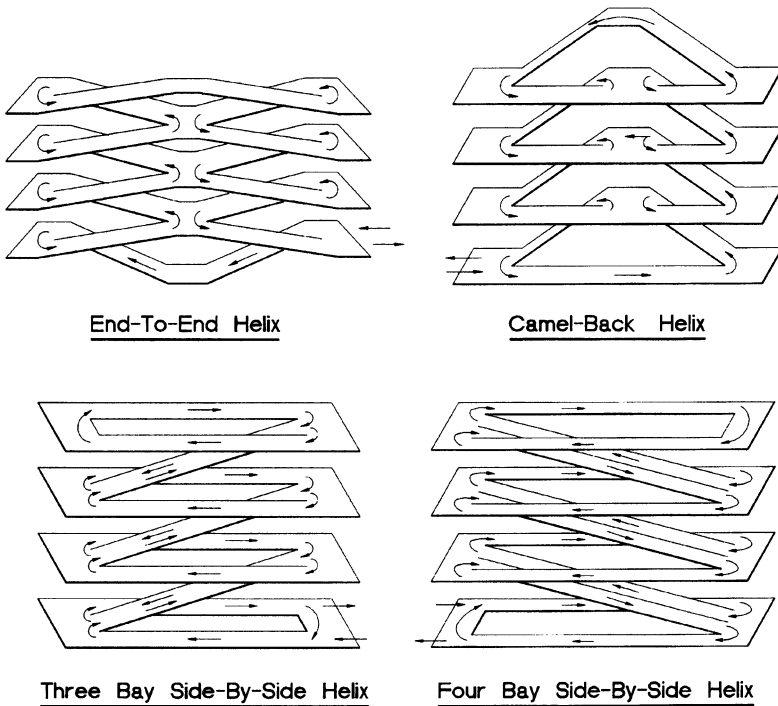 End-To-End Helix
Camel-Back Helix
Three Bay Side-By-Side Helix
Four Bay Side-By-Side Helix